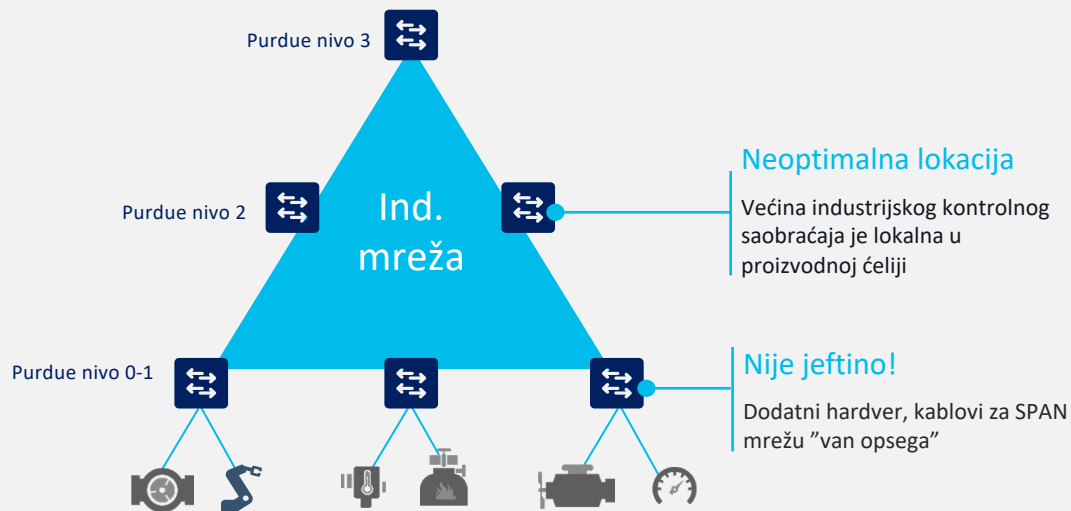 Purdue nivo 3
Neoptimalna lokacija
Purdue nivo 2
Ind.
mreža
Većina industrijskog kontrolnog
saobraćaja je lokalna u
proizvodnoj ćeliji
Purdue nivo 0-1
Nije jeftino!
Dodatni hardver, kablovi za SPAN
mrežu ”van opsega”